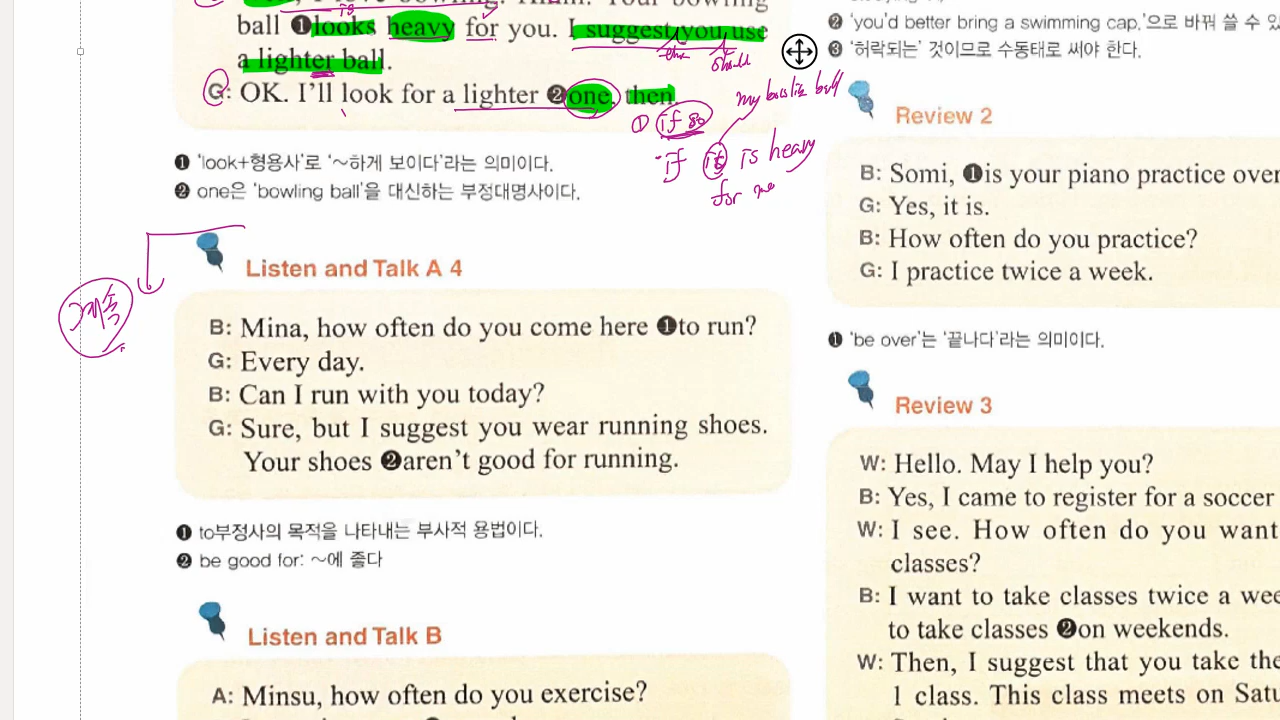 ball ❶looks heavy for you. I suggest you use
a lighter ball.
G: OK. I'll look for a lighter ❷one, then.
should
my bowling ball
① if so
If it is heavy
for me
❶ 'look+형용사'로 '~하게 보이다'라는 의미이다.
❷ one은 'bowling ball'을 대신하는 부정대명사이다.
Listen and Talk A 4
계속
B: Mina, how often do you come here ❶to run?
G: Every day.
B: Can I run with you today?
G: Sure, but I suggest you wear running shoes.
Your shoes ❷aren't good for running.
❶ to부정사의 목적을 나타내는 부사적 용법이다.
❷ be good for: ~에 좋다
Listen and Talk B
A: Minsu, how often do you exercise?
❷ 'you'd better bring a swimming cap.'으로 바꿔 쓸 수
❸ '허락되는' 것이므로 수동태로 써야 한다.
Review 2
B: Somi, ❶is your piano practice over
G: Yes, it is.
B: How often do you practice?
G: I practice twice a week.
❶ 'be over'는 '끝나다'라는 의미이다.
Review 3
W: Hello. May I help you?
B: Yes, I came to register for a soccer
W: I see. How often do you want
classes?
B: I want to take classes twice a wee
to take classes ❷on weekends.
W: Then, I suggest that you take the
1 class. This class meets on Satu